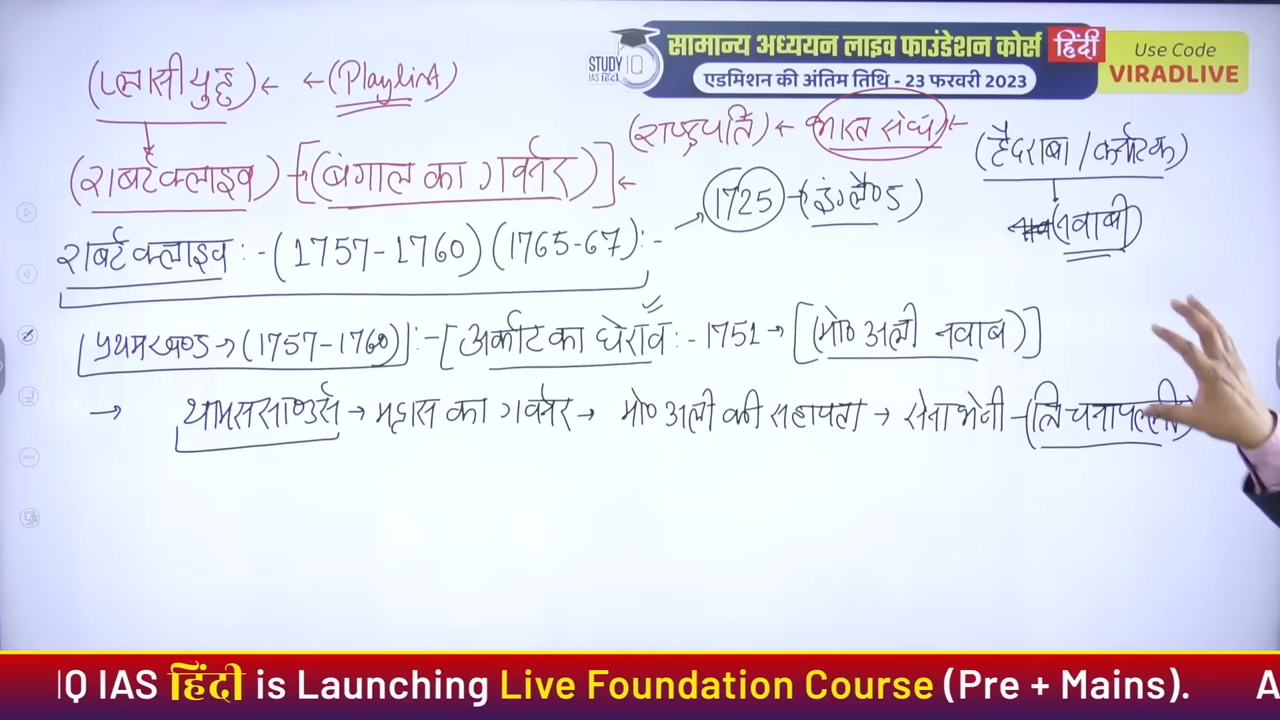 STUDY IQ
IAS हिंदी
सामान्य अध्ययन लाइव फाउंडेशन कोर्स हिंदी
एडमिशन की अंतिम तिथि - 23 फरवरी 2023
Use Code
VIRADLIVE
(प्लासी युद्ध) ← ←(Playlist)
(राष्ट्रपति) ← भारत संघ ←
(हैदराबा / कर्नाटक)
नवाबी)
(राबर्ट क्लाइव) → [(बंगाल का गवर्नर)] ←
राबर्ट क्लाइव :- (1757-1760) (1765-67) :-
→ 1725 → (इंग्लैण्ड)
[प्रथम खण्ड → (1757-1760)] :- [अर्काट का घेराव :- 1751 → [(मो० अली नवाब)]
→ थामस साण्डर्स → मद्रास का गवर्नर → मो० अली की सहायता → सेना भेजी -
IQ IAS हिंदी is Launching Live Foundation Course (Pre + Mains). A